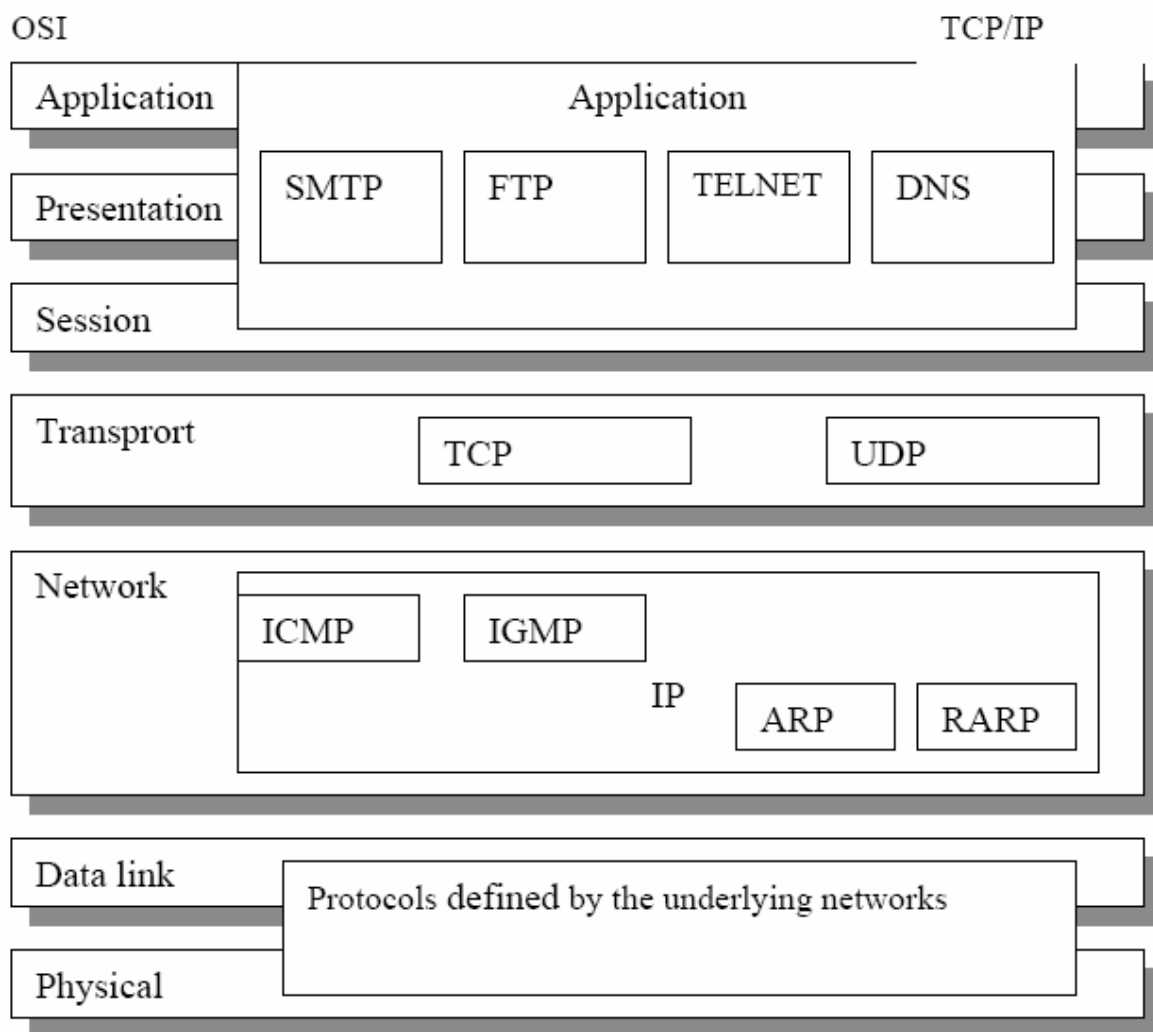 OSI TCP/IP
Application Application
SMTP FTP TELNET DNS
Presentation
Session
Transprort
TCP UDP
Network
ICMP IGMP
IP
ARP RARP
Data link
Protocols defined by the underlying networks
Physical